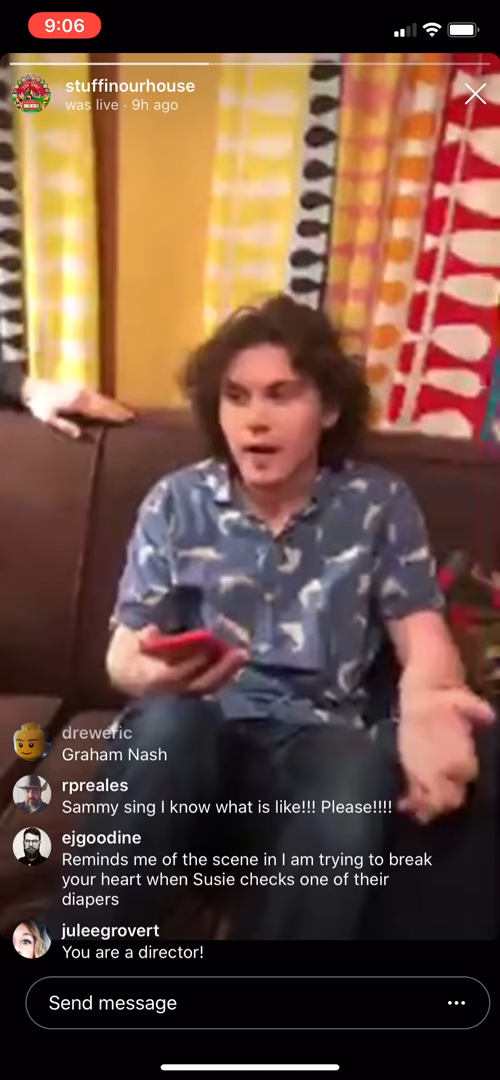 9:06
stuffinourhouse
was live · 9h ago
dreweric
Graham Nash
rpreales
Sammy sing I know what is like!!! Please!!!!
ejgoodine
Reminds me of the scene in I am trying to break
your heart when Susie checks one of their
diapers
juleegrovert
You are a director!
Send message